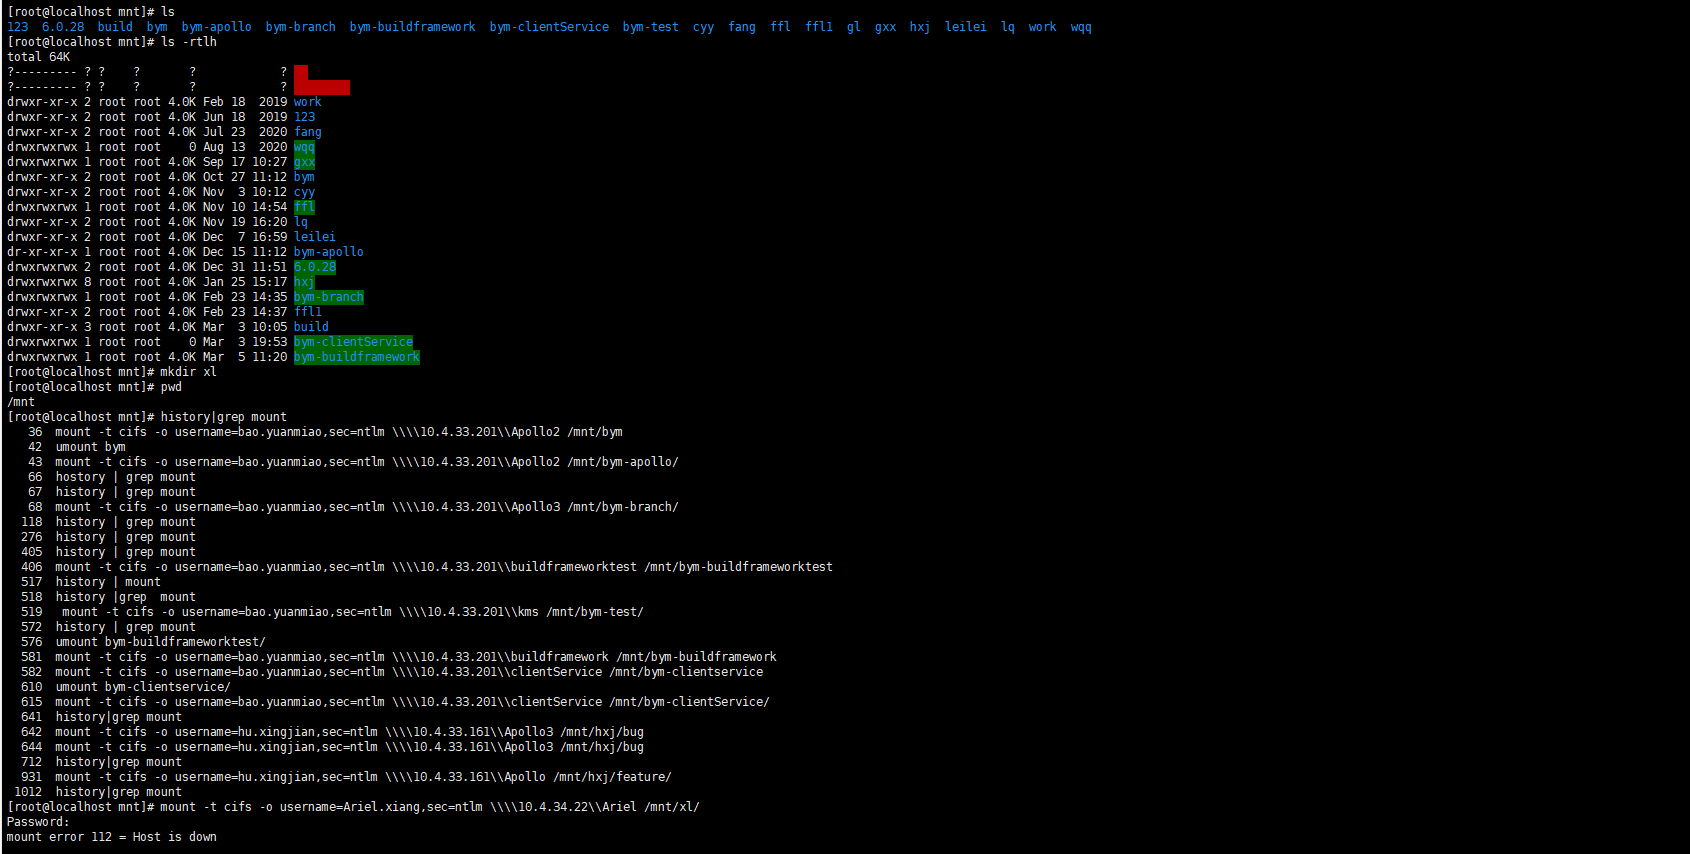 [root@localhost mnt]# ls
123  6.0.28  build  bym  bym-apollo  bym-branch  bym-buildframework  bym-clientService  bym-test  cyy  fang  ffl  ffl1  gl  gxx  hxj  leilei  lq  work  wqq
[root@localhost mnt]# ls -rtlh
total 64K
?--------- ? ?    ?       ?            ?
?--------- ? ?    ?       ?            ?
drwxr-xr-x 2 root root 4.0K Feb 18  2019 work
drwxr-xr-x 2 root root 4.0K Jun 18  2019 123
drwxr-xr-x 2 root root 4.0K Jul 23  2020 fang
drwxrwxrwx 1 root root    0 Aug 13  2020 wqq
drwxrwxrwx 1 root root 4.0K Sep 17 10:27 gxx
drwxr-xr-x 2 root root 4.0K Oct 27 11:12 bym
drwxr-xr-x 2 root root 4.0K Nov  3 10:12 cyy
drwxrwxrwx 1 root root 4.0K Nov 10 14:54 ffl
drwxr-xr-x 2 root root 4.0K Nov 19 16:20 lq
drwxr-xr-x 2 root root 4.0K Dec  7 16:59 leilei
dr-xr-xr-x 1 root root 4.0K Dec 15 11:12 bym-apollo
drwxrwxrwx 2 root root 4.0K Dec 31 11:51 6.0.28
drwxrwxrwx 8 root root 4.0K Jan 25 15:17 hxj
drwxrwxrwx 1 root root 4.0K Feb 23 14:35 bym-branch
drwxr-xr-x 2 root root 4.0K Feb 23 14:37 ffl1
drwxr-xr-x 3 root root 4.0K Mar  3 10:05 build
drwxrwxrwx 1 root root    0 Mar  3 19:53 bym-clientService
drwxrwxrwx 1 root root 4.0K Mar  5 11:20 bym-buildframework
[root@localhost mnt]# mkdir xl
[root@localhost mnt]# pwd
/mnt
[root@localhost mnt]# history|grep mount
   36  mount -t cifs -o username=bao.yuanmiao,sec=ntlm \\\\10.4.33.201\\Apollo2 /mnt/bym
   42  umount bym
   43  mount -t cifs -o username=bao.yuanmiao,sec=ntlm \\\\10.4.33.201\\Apollo2 /mnt/bym-apollo/
   66  hostory | grep mount
   67  history | grep mount
   68  mount -t cifs -o username=bao.yuanmiao,sec=ntlm \\\\10.4.33.201\\Apollo3 /mnt/bym-branch/
  118  history | grep mount
  276  history | grep mount
  405  history | grep mount
  406  mount -t cifs -o username=bao.yuanmiao,sec=ntlm \\\\10.4.33.201\\buildframeworktest /mnt/bym-buildframeworktest
  517  history | mount
  518  history |grep  mount
  519   mount -t cifs -o username=bao.yuanmiao,sec=ntlm \\\\10.4.33.201\\kms /mnt/bym-test/
  572  history | grep mount
  576  umount bym-buildframeworktest/
  581  mount -t cifs -o username=bao.yuanmiao,sec=ntlm \\\\10.4.33.201\\buildframework /mnt/bym-buildframework
  582  mount -t cifs -o username=bao.yuanmiao,sec=ntlm \\\\10.4.33.201\\clientService /mnt/bym-clientservice
  610  umount bym-clientservice/
  615  mount -t cifs -o username=bao.yuanmiao,sec=ntlm \\\\10.4.33.201\\clientService /mnt/bym-clientService/
  641  history|grep mount
  642  mount -t cifs -o username=hu.xingjian,sec=ntlm \\\\10.4.33.161\\Apollo3 /mnt/hxj/bug
  644  mount -t cifs -o username=hu.xingjian,sec=ntlm \\\\10.4.33.161\\Apollo3 /mnt/hxj/bug
  712  history|grep mount
  931  mount -t cifs -o username=hu.xingjian,sec=ntlm \\\\10.4.33.161\\Apollo /mnt/hxj/feature/
 1012  history|grep mount
[root@localhost mnt]# mount -t cifs -o username=Ariel.xiang,sec=ntlm \\\\10.4.34.22\\Ariel /mnt/xl/
Password:
mount error 112 = Host is down